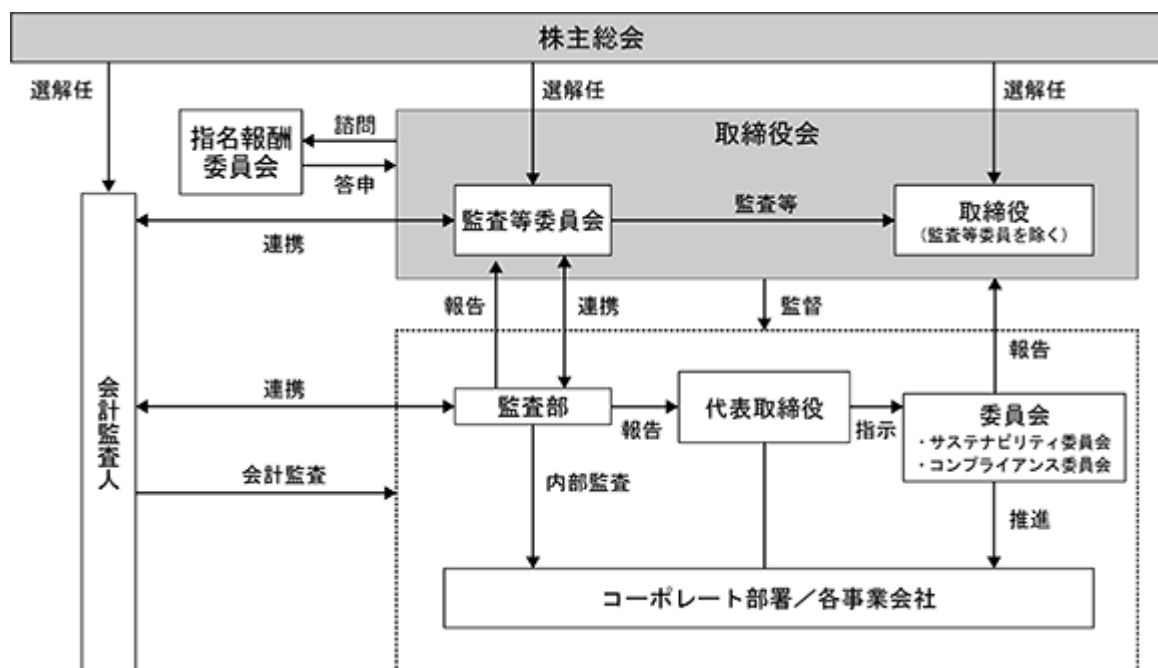 株主総会
選解任
選解任
選解任
指名報酬
委員会
諮問
答申
取締役会
監査等委員会
監査等
取締役
（監査等委員を除く）
連携
報告
連携
監督
報告
会計監査人
連携
監査部
報告
代表取締役
指示
委員会
・サステナビリティ委員会
・コンプライアンス委員会
会計監査
内部監査
推進
コーポレート部署／各事業会社